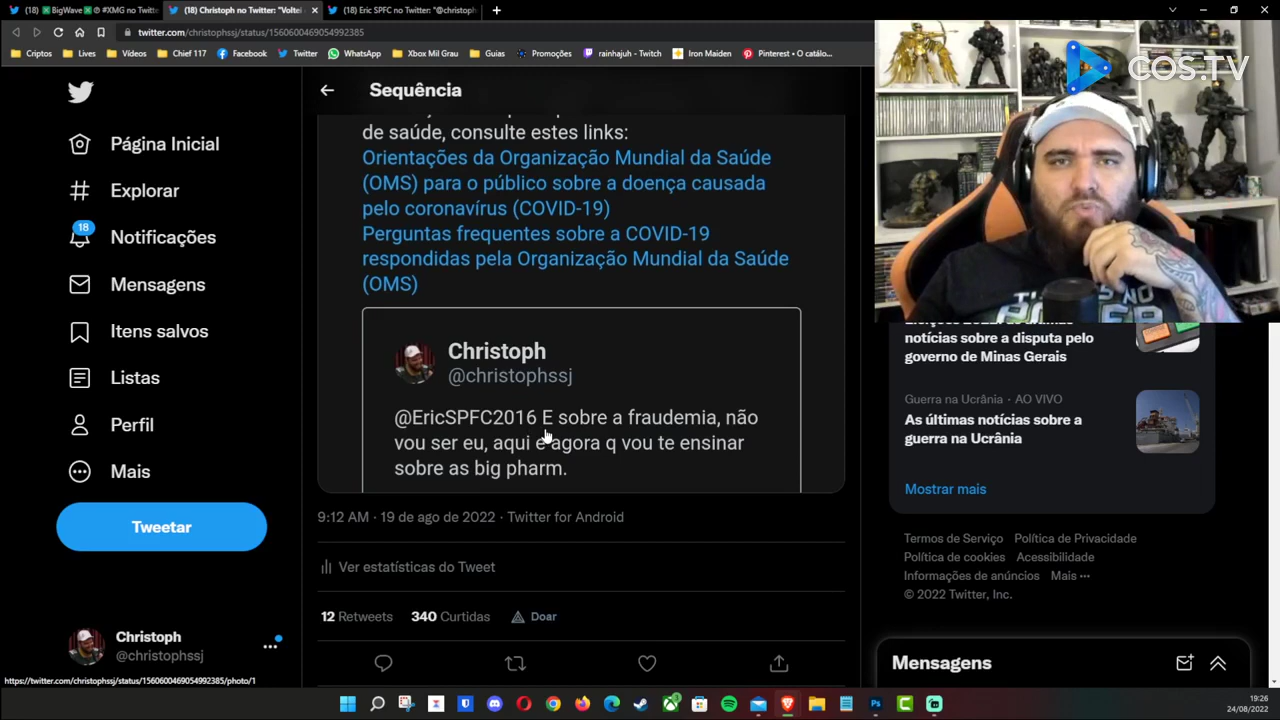 (18) ❎BigWave❎ #XMG no Twitte
(18) Christoph no Twitter: "Voltei
(18) Eric SPFC no Twitter: "@christoph
twitter.com/christophssj/status/1560600469054992385
Criptos
Lives
Vídeos
Chief 117
Facebook
Twitter
WhatsApp
Xbox Mil Grau
Guias
Promoções
rainhajuh - Twitch
Iron Maiden
Pinterest • O catálo...
COS.TV
Página Inicial
Explorar
18
Notificações
Mensagens
Itens salvos
Listas
Perfil
Mais
Tweetar
Christoph
@christophssj
https://twitter.com/christophssj/status/1560600469054992385/photo/1
Sequência
de saúde, consulte estes links:
Orientações da Organização Mundial da Saúde
(OMS) para o público sobre a doença causada
pelo coronavírus (COVID-19)
Perguntas frequentes sobre a COVID-19
respondidas pela Organização Mundial da Saúde
(OMS)
Christoph
@christophssj
@EricSPFC2016 E sobre a fraudemia, não
vou ser eu, aqui e agora q vou te ensinar
sobre as big pharm.
9:12 AM · 19 de ago de 2022 · Twitter for Android
Ver estatísticas do Tweet
12 Retweets 340 Curtidas Doar
notícias sobre a disputa pelo
governo de Minas Gerais
Guerra na Ucrânia · AO VIVO
As últimas notícias sobre a
guerra na Ucrânia
Mostrar mais
Termos de Serviço Política de Privacidade
Política de cookies Acessibilidade
Informações de anúncios Mais ···
© 2022 Twitter, Inc.
Mensagens
19:26
24/08/2022